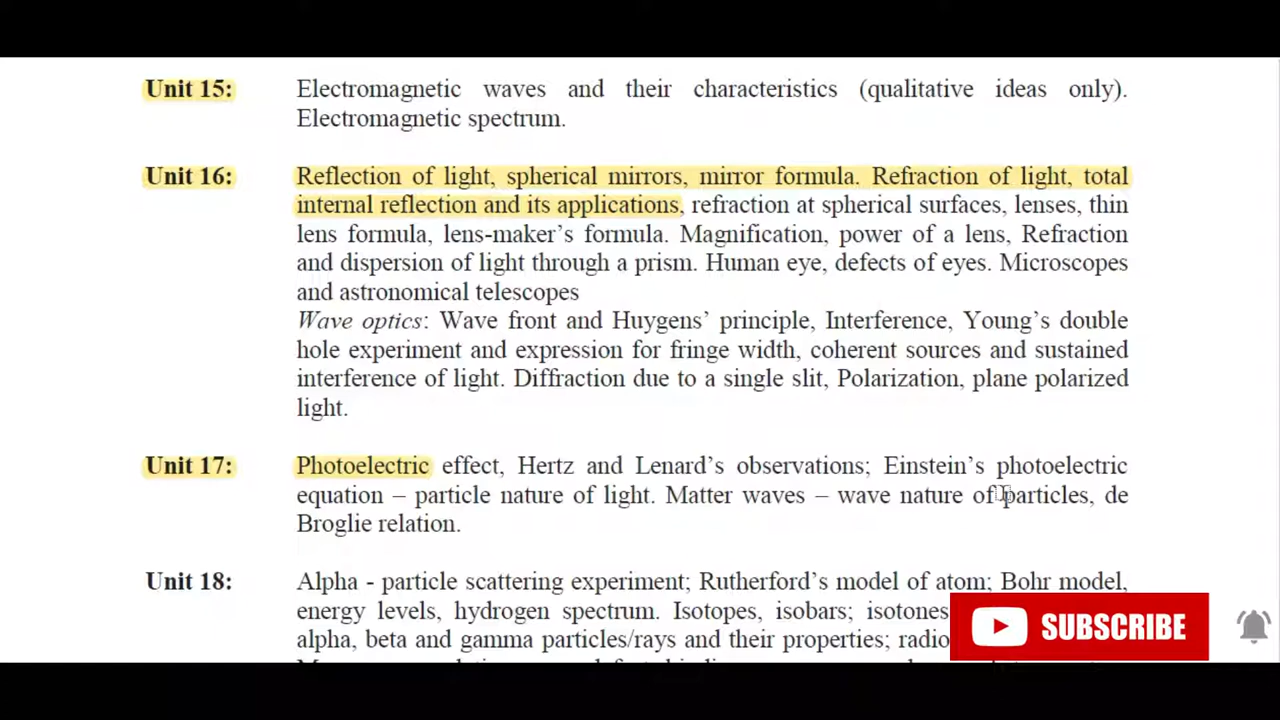 Unit 15: Electromagnetic waves and their characteristics (qualitative ideas only).
Electromagnetic spectrum.
Unit 16: Reflection of light, spherical mirrors, mirror formula. Refraction of light, total
internal reflection and its applications, refraction at spherical surfaces, lenses, thin
lens formula, lens-maker’s formula. Magnification, power of a lens, Refraction
and dispersion of light through a prism. Human eye, defects of eyes. Microscopes
and astronomical telescopes
Wave optics: Wave front and Huygens’ principle, Interference, Young’s double
hole experiment and expression for fringe width, coherent sources and sustained
interference of light. Diffraction due to a single slit, Polarization, plane polarized
light.
Unit 17: Photoelectric effect, Hertz and Lenard’s observations; Einstein’s photoelectric
equation – particle nature of light. Matter waves – wave nature of particles, de
Broglie relation.
Unit 18: Alpha - particle scattering experiment; Rutherford’s model of atom; Bohr model,
energy levels, hydrogen spectrum. Isotopes, isobars; isotones
alpha, beta and gamma particles/rays and their properties;
SUBSCRIBE